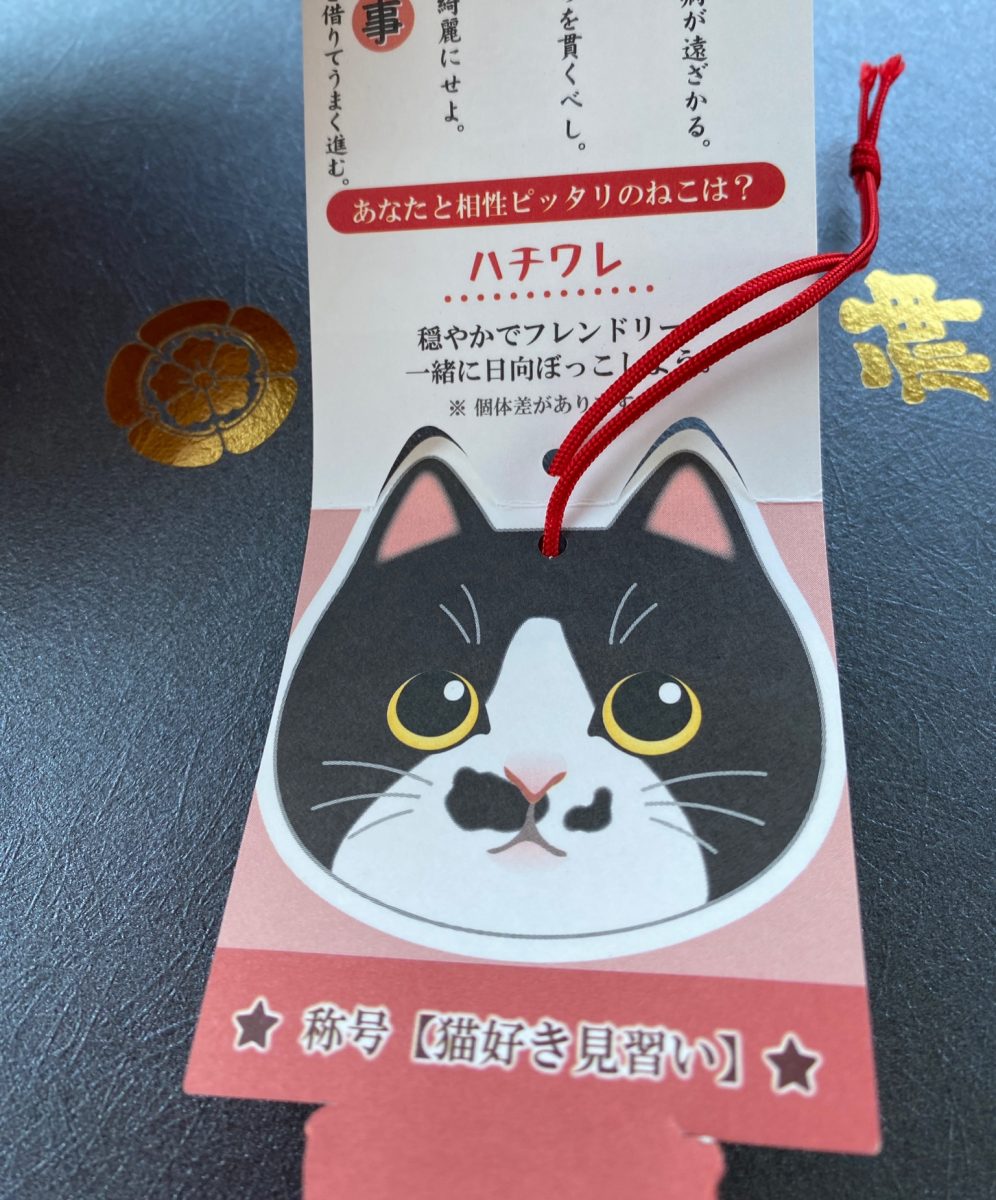 病が遠ざかる。
を貫くべし。
綺麗にせよ。
事
借りてうまく進む。
あなたと相性ピッタリのねこは？
ハチワレ
穏やかでフレンドリー
一緒に日向ぼっこしよう。
※ 個体差があります
★ 称号【猫好き見習い】 ★